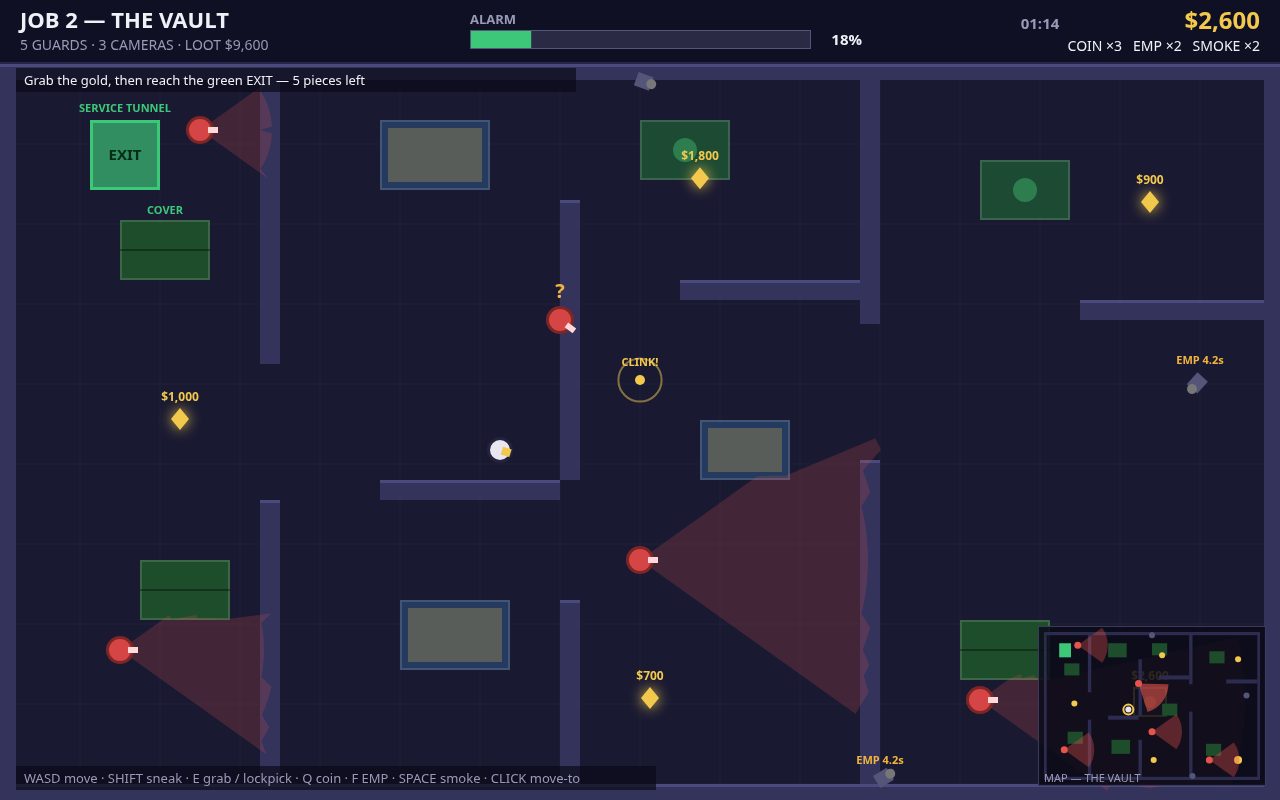 JOB 2 — THE VAULT
5 GUARDS · 3 CAMERAS · LOOT $9,600
ALARM
18%
01:14
$2,600
COIN ×3 EMP ×2 SMOKE ×2
Grab the gold, then reach the green EXIT — 5 pieces left
SERVICE TUNNEL
EXIT
COVER
$1,800
$900
?
CLINK!
EMP 4.2s
$1,000
$700
$2,600
EMP 4.2s
WASD move · SHIFT sneak · E grab / lockpick · Q coin · F EMP · SPACE smoke · CLICK move-to
MAP — THE VAULT